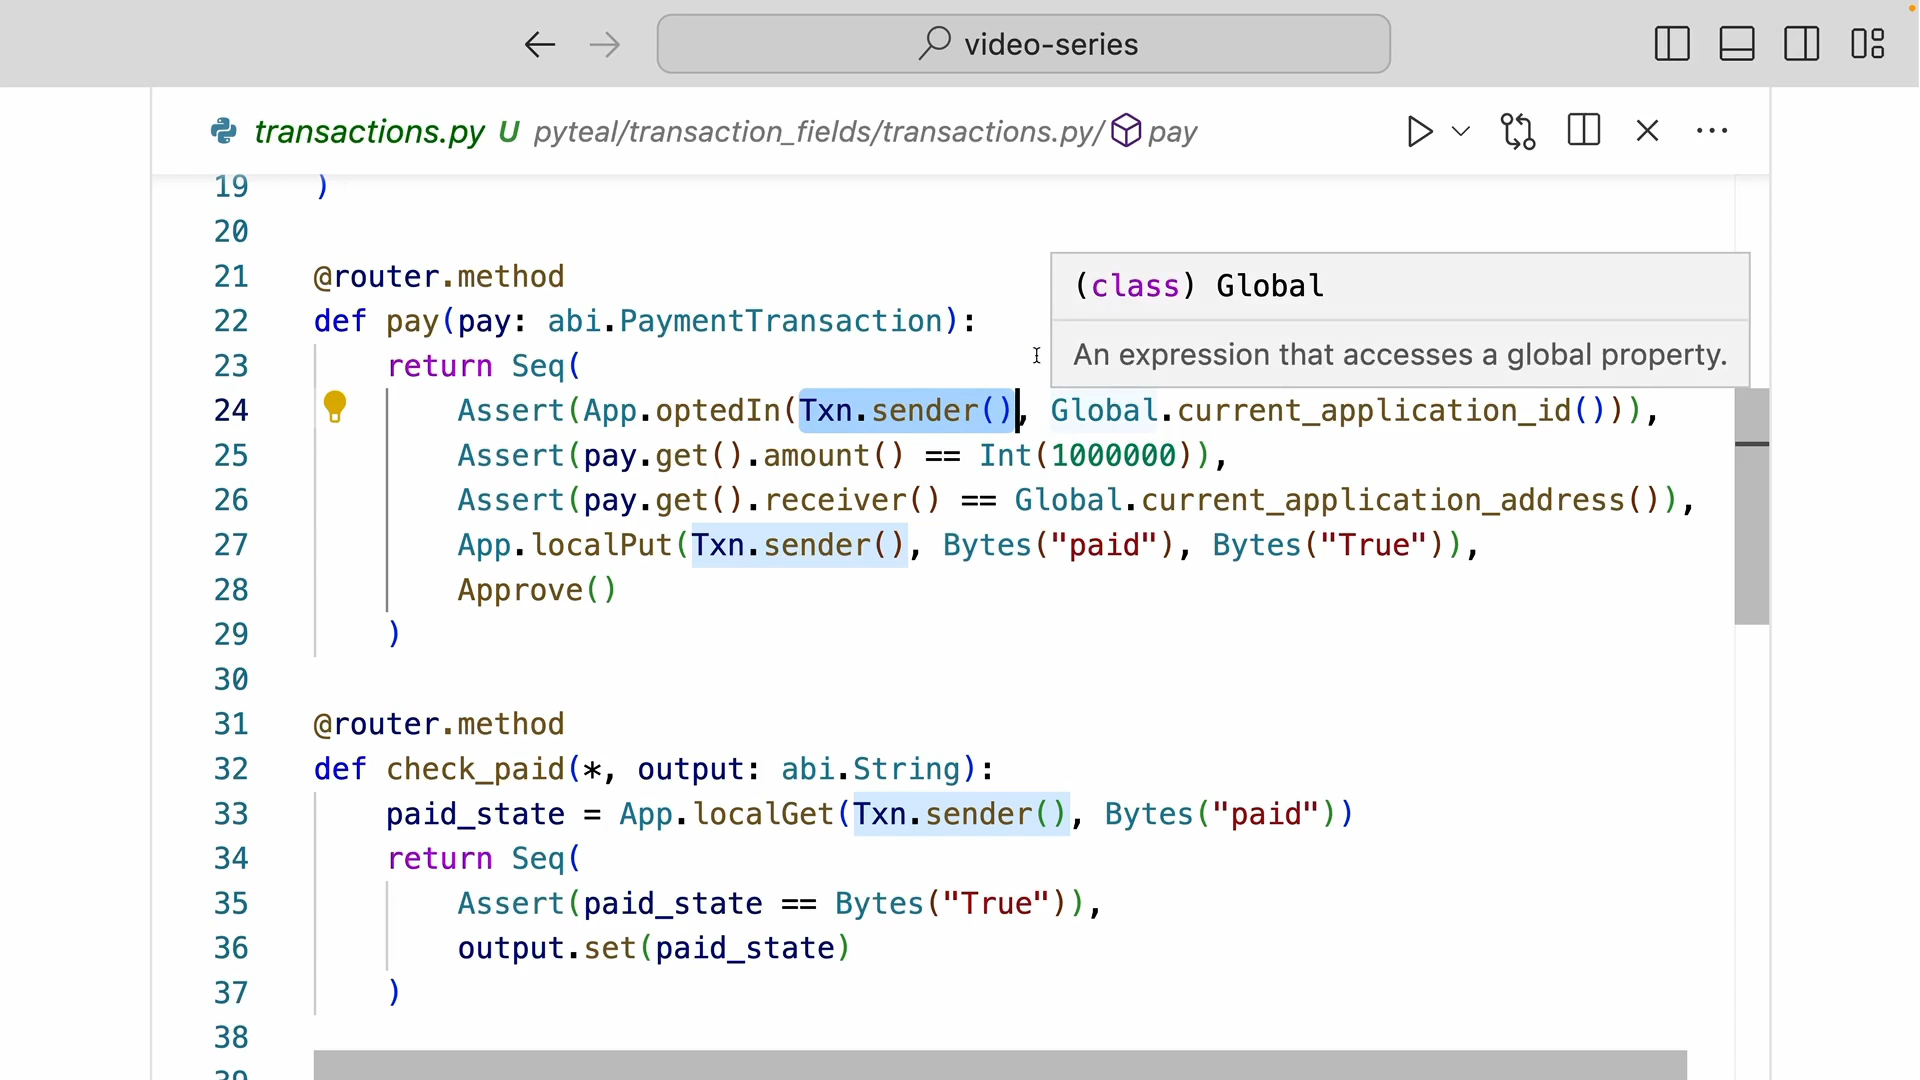 video-series
transactions.py U pyteal/transaction_fields/transactions.py/ pay
19 )
20
21 @router.method
(class) Global
22 def pay(pay: abi.PaymentTransaction):
An expression that accesses a global property.
23 return Seq(
24 Assert(App.optedIn(Txn.sender(), Global.current_application_id())),
25 Assert(pay.get().amount() == Int(1000000)),
26 Assert(pay.get().receiver() == Global.current_application_address()),
27 App.localPut(Txn.sender(), Bytes("paid"), Bytes("True")),
28 Approve()
29 )
30
31 @router.method
32 def check_paid(*, output: abi.String):
33 paid_state = App.localGet(Txn.sender(), Bytes("paid"))
34 return Seq(
35 Assert(paid_state == Bytes("True")),
36 output.set(paid_state)
37 )
38
39